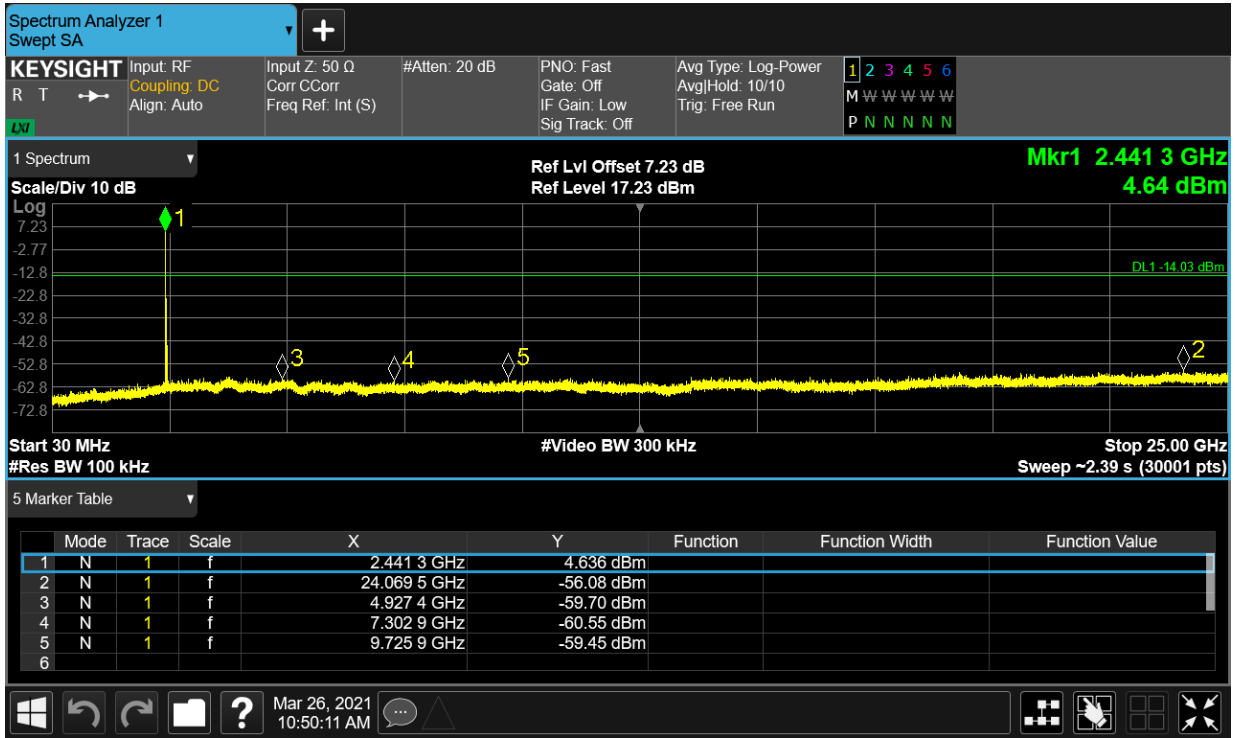 Spectrum Analyzer 1
Swept SA
KEYSIGHT
R T
LXI
Input: RF
Coupling: DC
Align: Auto
Input Z: 50 Ω
Corr CCorr
Freq Ref: Int (S)
#Atten: 20 dB
PNO: Fast
Gate: Off
IF Gain: Low
Sig Track: Off
Avg Type: Log-Power
Avg|Hold: 10/10
Trig: Free Run
1 2 3 4 5 6
M W W W W W
P N N N N N
1 Spectrum
Scale/Div 10 dB
Ref Lvl Offset 7.23 dB
Ref Level 17.23 dBm
Mkr1 2.441 3 GHz
4.64 dBm
Log
7.23
-2.77
-12.8
-22.8
-32.8
-42.8
-52.8
-62.8
-72.8
1
DL1 -14.03 dBm
3
4
5
2
Start 30 MHz
#Video BW 300 kHz
Stop 25.00 GHz
#Res BW 100 kHz
Sweep ~2.39 s (30001 pts)
5 Marker Table
Mode Trace Scale X Y Function Function Width Function Value
1 N 1 f 2.441 3 GHz 4.636 dBm
2 N 1 f 24.069 5 GHz -56.08 dBm
3 N 1 f 4.927 4 GHz -59.70 dBm
4 N 1 f 7.302 9 GHz -60.55 dBm
5 N 1 f 9.725 9 GHz -59.45 dBm
6
?
Mar 26, 2021
10:50:11 AM